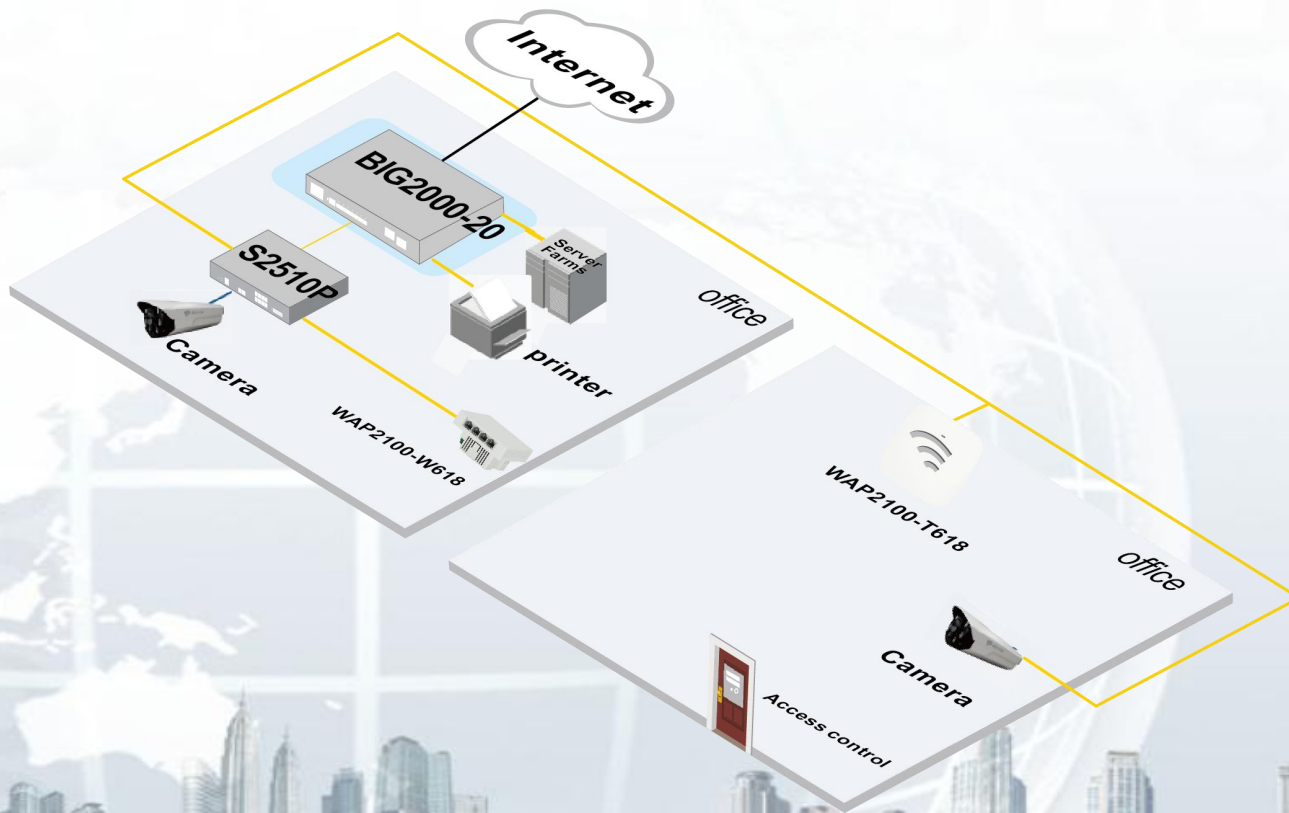 Internet
BIG2000-20
Server
Farms
S2510P
office
printer
Camera
WAP2100-W618
WAP2100-T618
office
Camera
Access control